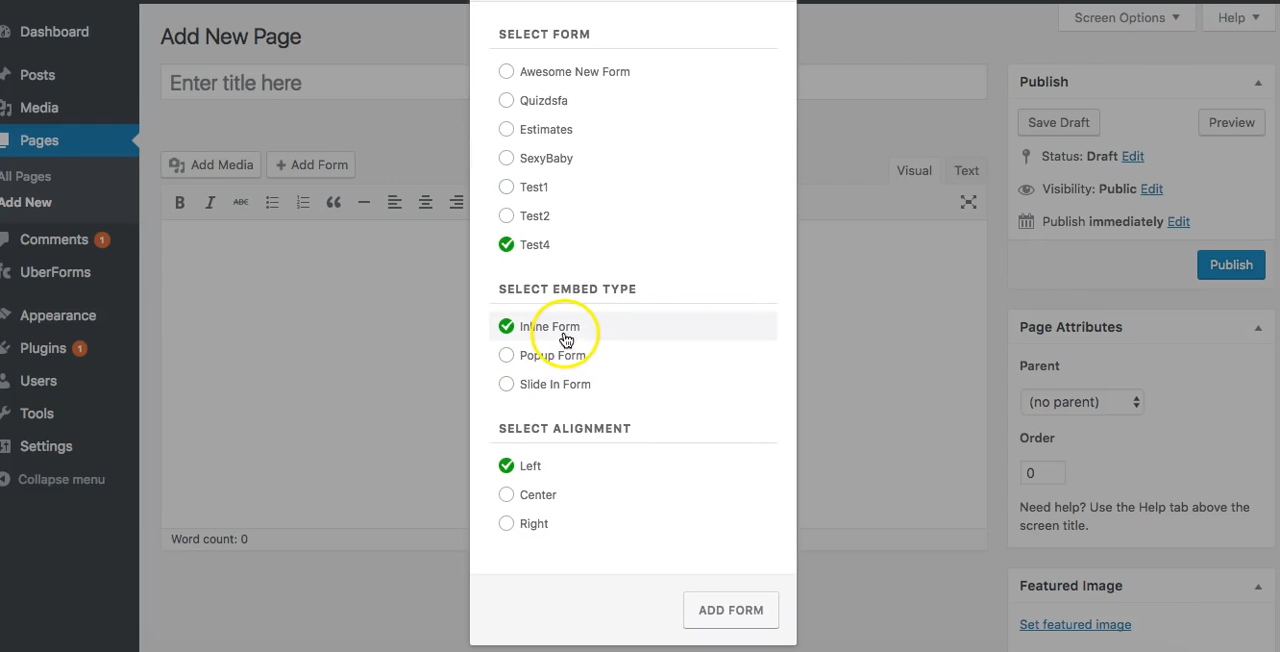 Dashboard
Posts
Media
Pages
All Pages
Add New
Comments 1
UberForms
Appearance
Plugins 1
Users
Tools
Settings
Collapse menu
Screen Options
Help
Add New Page
Enter title here
Add Media
+ Add Form
Visual
Text
B I ABC
Word count: 0
SELECT FORM
Awesome New Form
Quizdsfa
Estimates
SexyBaby
Test1
Test2
Test4
SELECT EMBED TYPE
Inline Form
Popup Form
Slide In Form
SELECT ALIGNMENT
Left
Center
Right
ADD FORM
Publish
Save Draft
Preview
Status: Draft Edit
Visibility: Public Edit
Publish immediately Edit
Publish
Page Attributes
Parent
(no parent)
Order
0
Need help? Use the Help tab above the
screen title.
Featured Image
Set featured image